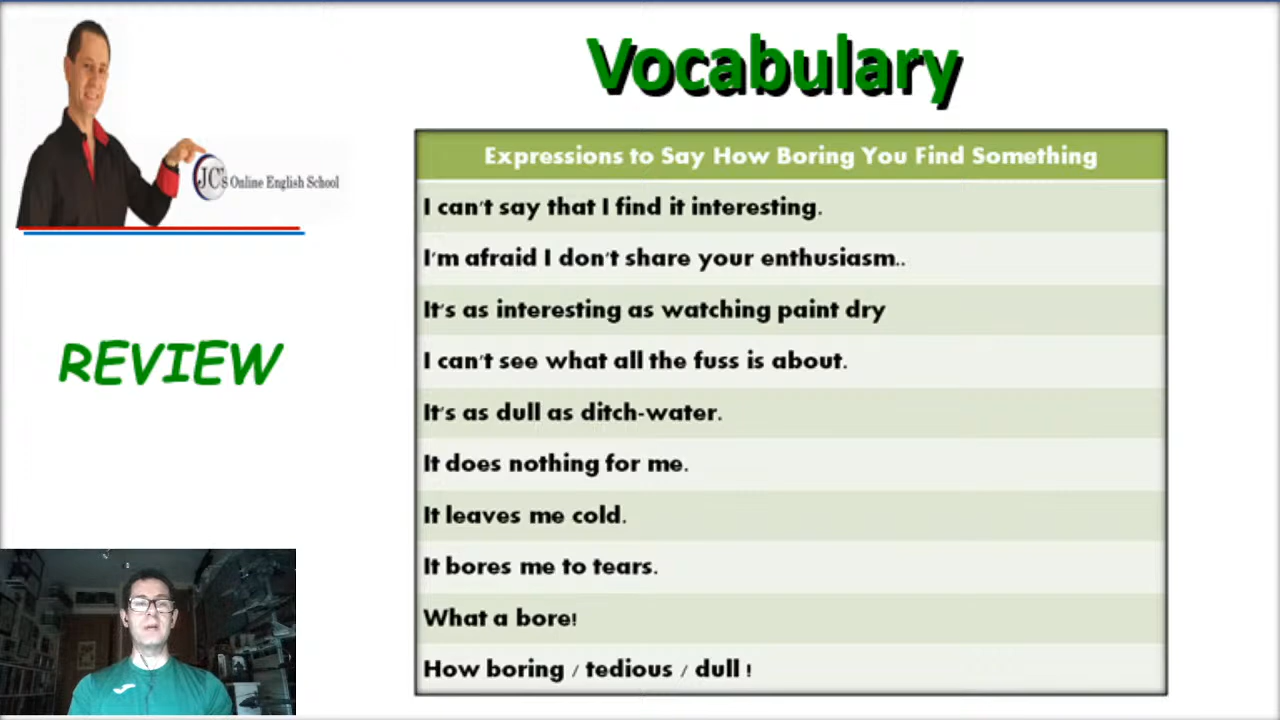 Vocabulary
JC's Online English School
REVIEW
Expressions to Say How Boring You Find Something
I can't say that I find it interesting.
I'm afraid I don't share your enthusiasm..
It's as interesting as watching paint dry
I can't see what all the fuss is about.
It's as dull as ditch-water.
It does nothing for me.
It leaves me cold.
It bores me to tears.
What a bore!
How boring / tedious / dull !